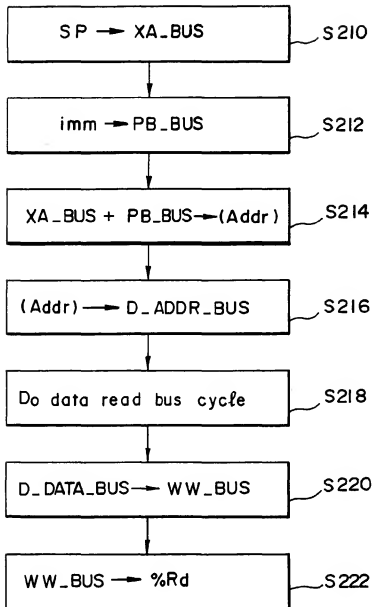 SP → XA_BUS
S210
imm → PB_BUS
S212
XA_BUS + PB_BUS → (Addr)
S214
(Addr) → D_ADDR_BUS
S216
Do data read bus cycle
S218
D_DATA_BUS → WW_BUS
S220
WW_BUS → %Rd
S222